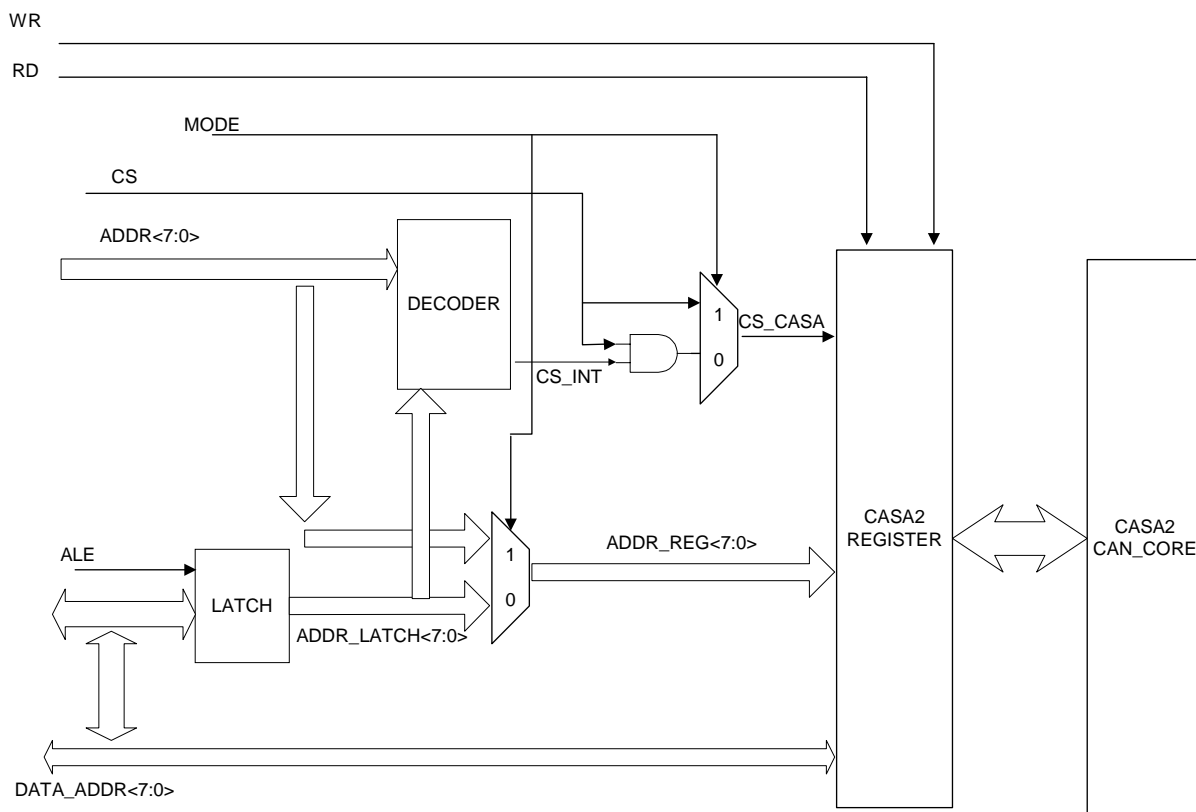 WR
RD
MODE
CS
ADDR<7:0>
DECODER
1
CS_CASA
0
CS_INT
CASA2
REGISTER
CASA2
CAN_CORE
ALE
1
ADDR_REG<7:0>
0
LATCH
ADDR_LATCH<7:0>
DATA_ADDR<7:0>